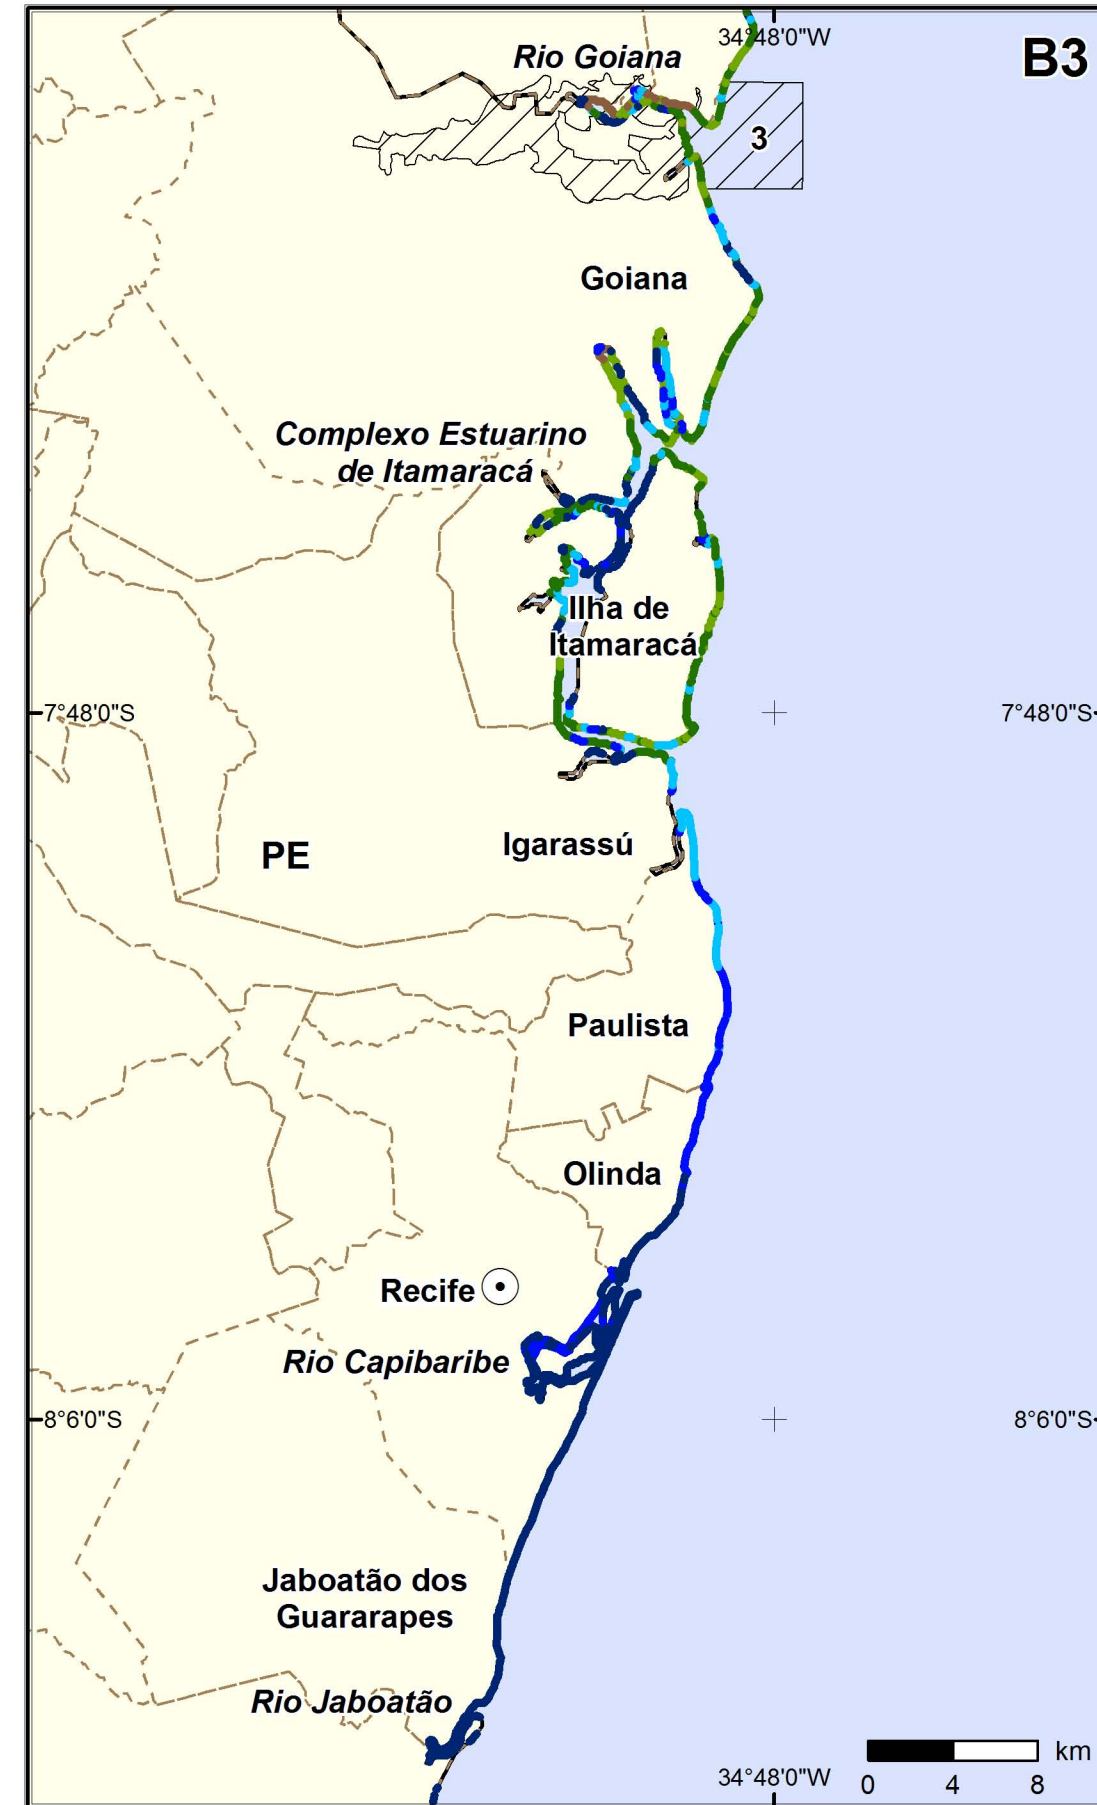 34°48'0"W
B3
Rio Goiana
3
Goiana
Complexo Estuarino
de Itamaracá
Ilha de
Itamaracá
7°48'0"S
7°48'0"S
Igarassú
PE
Paulista
Olinda
Recife
Rio Capibaribe
8°6'0"S
8°6'0"S
Jaboatão dos
Guararapes
Rio Jaboatão
km
34°48'0"W
0 4 8